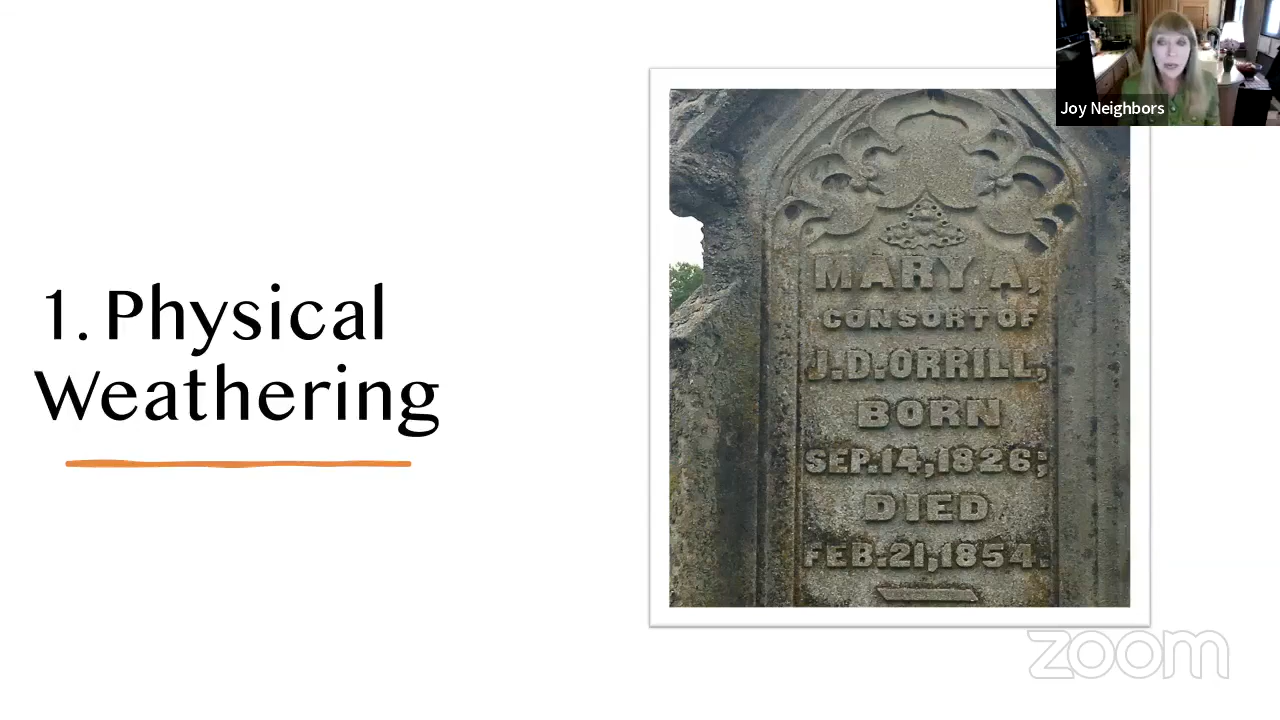 1. Physical
Weathering
MARY A,
CONSORT OF
J.D.ORRILL,
BORN
SEP.14,1826;
DIED
FEB.21,1854.
Joy Neighbors
zoom